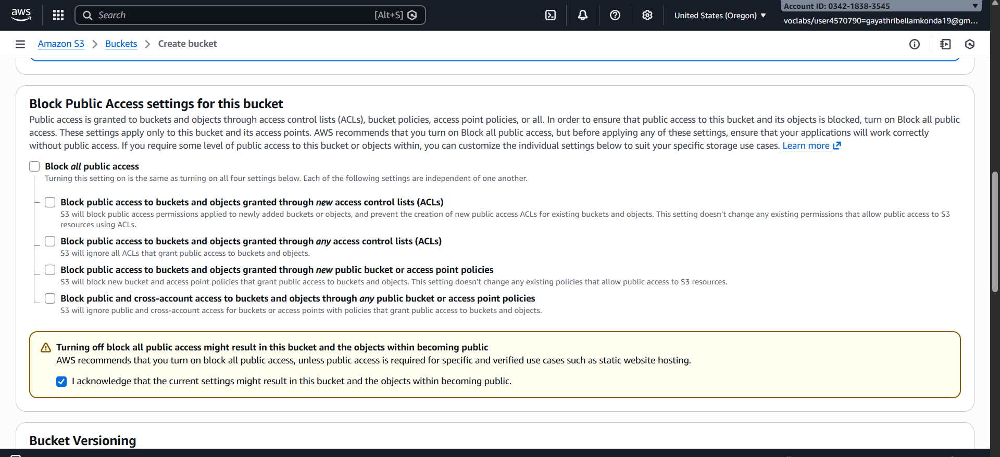 aws
Search
[Alt+S]
United States (Oregon)
Account ID: 0342-1838-3545
voclabs/user4570790=gayathribellamkonda19@gm...
Amazon S3
Buckets
Create bucket
Block Public Access settings for this bucket
Public access is granted to buckets and objects through access control lists (ACLs), bucket policies, access point policies, or all. In order to ensure that public access to this bucket and its objects is blocked, turn on Block all public
access. These settings apply only to this bucket and its access points. AWS recommends that you turn on Block all public access, but before applying any of these settings, ensure that your applications will work correctly
without public access. If you require some level of public access to this bucket or objects within, you can customize the individual settings below to suit your specific storage use cases. Learn more
Block all public access
Turning this setting on is the same as turning on all four settings below. Each of the following settings are independent of one another.
Block public access to buckets and objects granted through new access control lists (ACLs)
S3 will block public access permissions applied to newly added buckets or objects, and prevent the creation of new public access ACLs for existing buckets and objects. This setting doesn't change any existing permissions that allow public access to S3
resources using ACLs.
Block public access to buckets and objects granted through any access control lists (ACLs)
S3 will ignore all ACLs that grant public access to buckets and objects.
Block public access to buckets and objects granted through new public bucket or access point policies
S3 will block new bucket and access point policies that grant public access to buckets and objects. This setting doesn't change any existing policies that allow public access to S3 resources.
Block public and cross-account access to buckets and objects through any public bucket or access point policies
S3 will ignore public and cross-account access for buckets or access points with policies that grant public access to buckets and objects.
Turning off block all public access might result in this bucket and the objects within becoming public
AWS recommends that you turn on block all public access, unless public access is required for specific and verified use cases such as static website hosting.
I acknowledge that the current settings might result in this bucket and the objects within becoming public.
Bucket Versioning